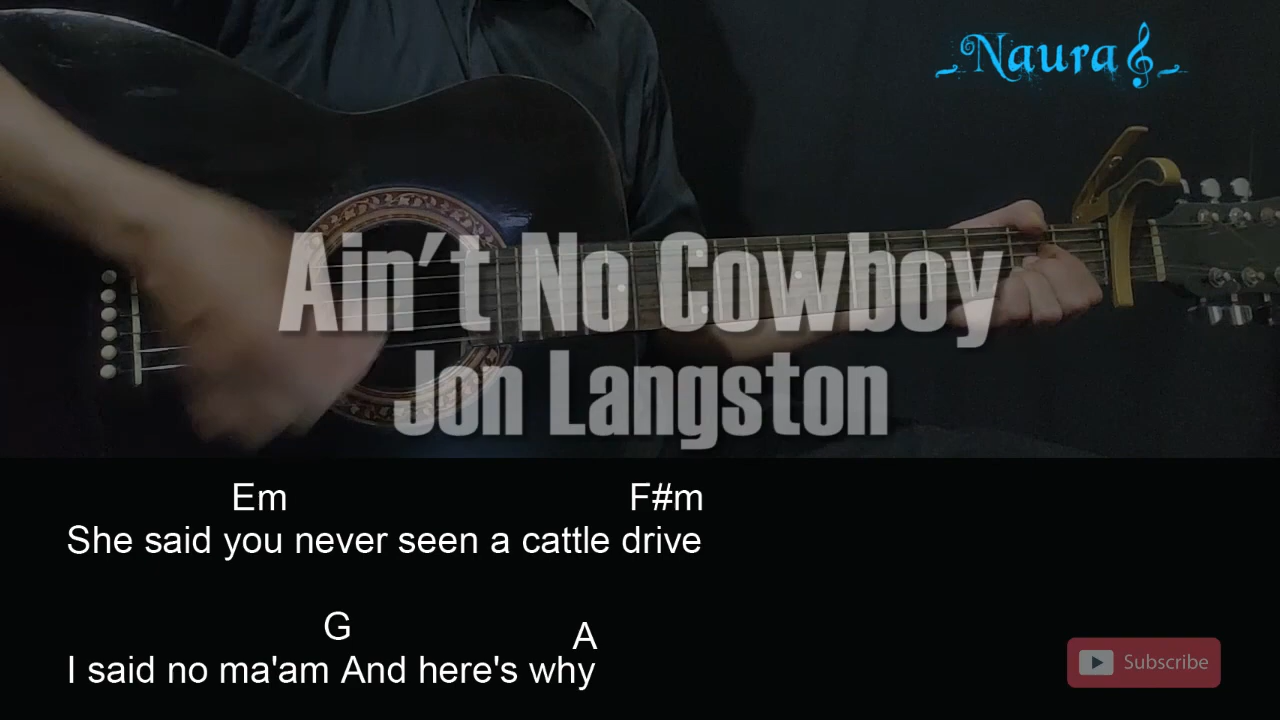 Naura
Ain't No Cowboy
Jon Langston
Em F#m
She said you never seen a cattle drive
G A
I said no ma'am And here's why
Subscribe